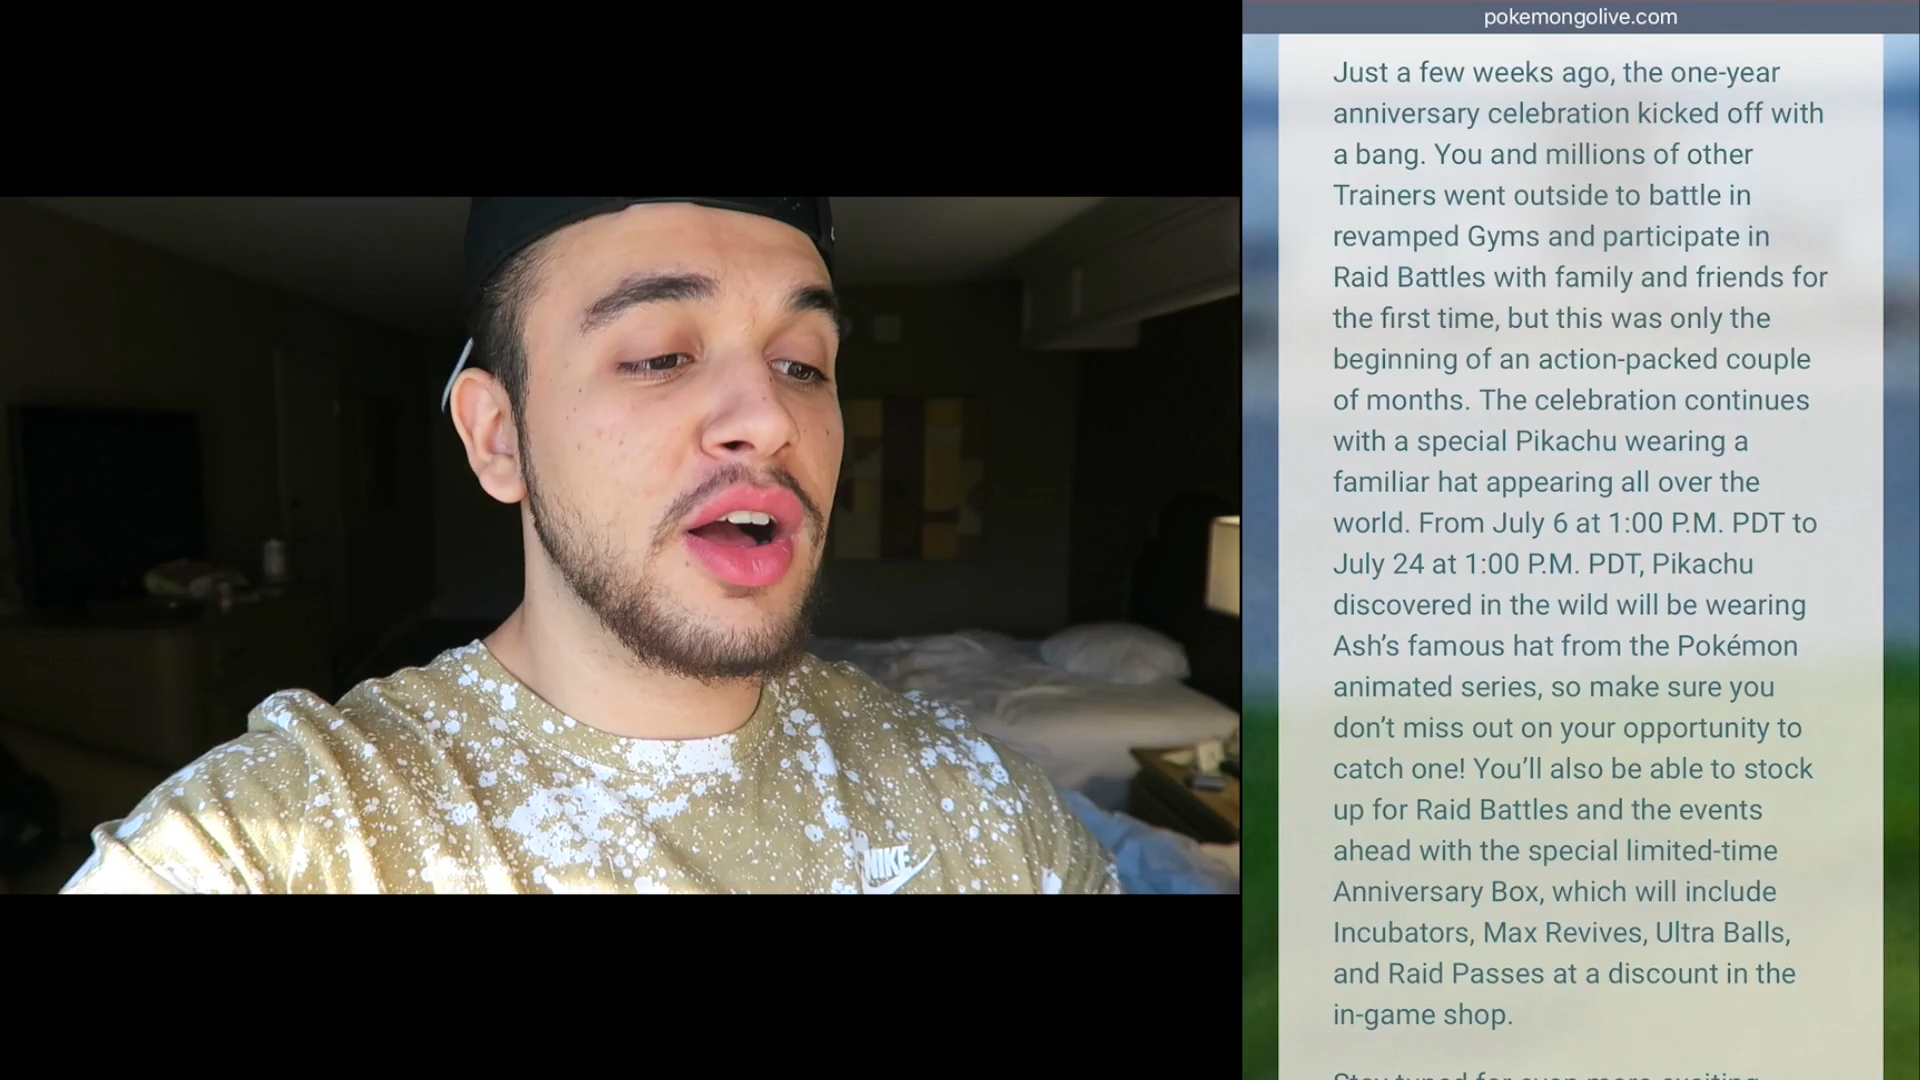 pokemongolive.com
Just a few weeks ago, the one-year
anniversary celebration kicked off with
a bang. You and millions of other
Trainers went outside to battle in
revamped Gyms and participate in
Raid Battles with family and friends for
the first time, but this was only the
beginning of an action-packed couple
of months. The celebration continues
with a special Pikachu wearing a
familiar hat appearing all over the
world. From July 6 at 1:00 P.M. PDT to
July 24 at 1:00 P.M. PDT, Pikachu
discovered in the wild will be wearing
Ash’s famous hat from the Pokémon
animated series, so make sure you
don’t miss out on your opportunity to
catch one! You’ll also be able to stock
up for Raid Battles and the events
ahead with the special limited-time
Anniversary Box, which will include
Incubators, Max Revives, Ultra Balls,
and Raid Passes at a discount in the
in-game shop.
Stay tuned for even more exciting
NIKE